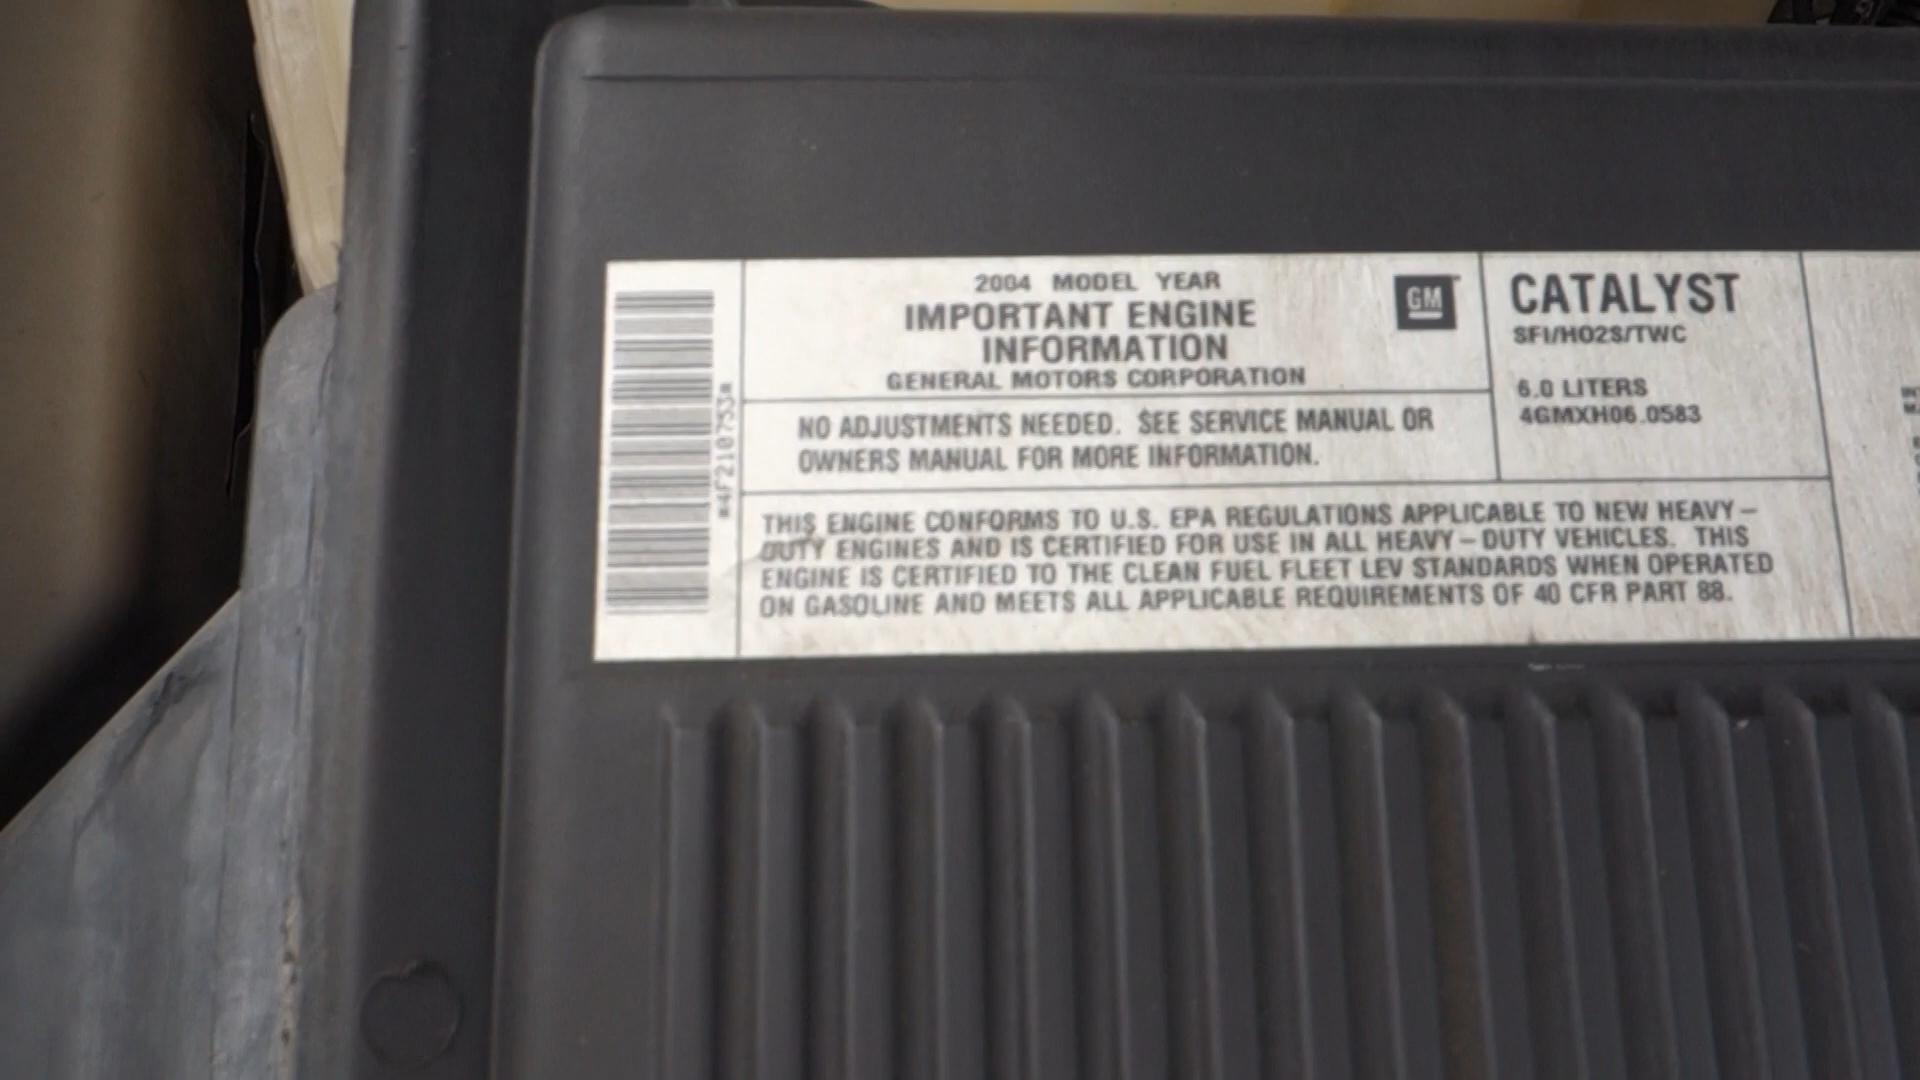 2004 MODEL YEAR
IMPORTANT ENGINE
INFORMATION
GENERAL MOTORS CORPORATION
GM
NO ADJUSTMENTS NEEDED. SEE SERVICE MANUAL OR
OWNERS MANUAL FOR MORE INFORMATION.
CATALYST
SFI/HO2S/TWC
6.0 LITERS
4GMXH06.0583
THIS ENGINE CONFORMS TO U.S. EPA REGULATIONS APPLICABLE TO NEW HEAVY-
DUTY ENGINES AND IS CERTIFIED FOR USE IN ALL HEAVY-DUTY VEHICLES. THIS
ENGINE IS CERTIFIED TO THE CLEAN FUEL FLEET LEV STANDARDS WHEN OPERATED
ON GASOLINE AND MEETS ALL APPLICABLE REQUIREMENTS OF 40 CFR PART 88.
*4F210753*